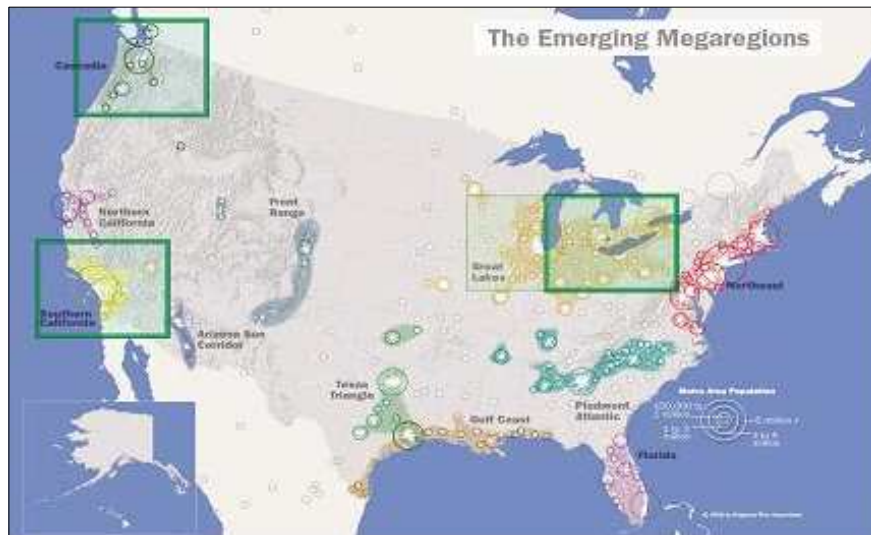 The Emerging Megaregions
Cascadia
Northern
California
Front
Range
Great
Lakes
Northeast
Southern
California
Arizona Sun
Corridor
Texas
Triangle
Gulf Coast
Piedmont
Atlantic
Florida
Metro Area Population